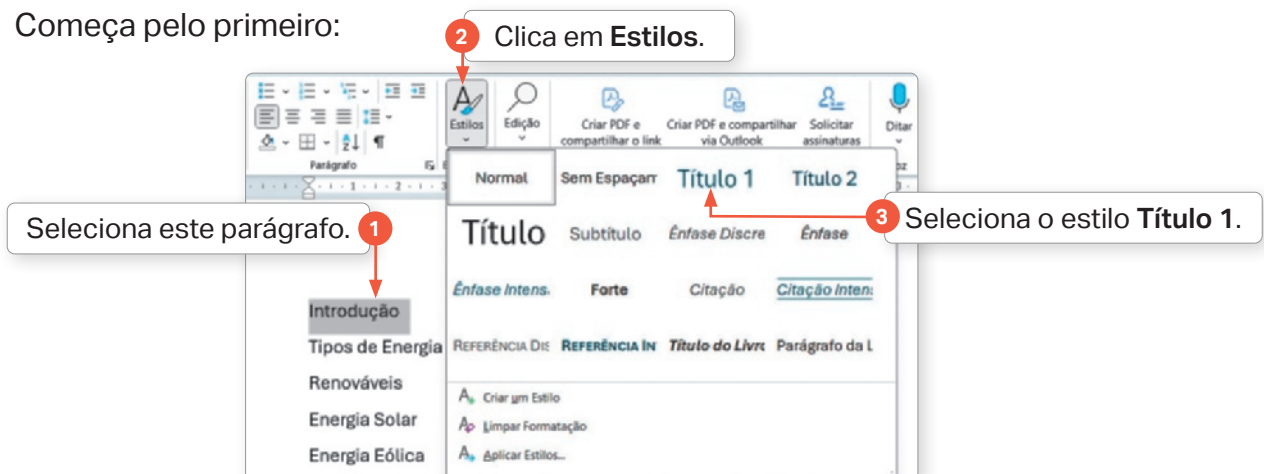 Começa pelo primeiro:
2 Clica em Estilos.
Estilos
Edição
Criar PDF e compartilhar o link
Criar PDF e compartilhar via Outlook
Solicitar assinaturas
Ditar
Parágrafo
Normal
Sem Espaçam
Título 1
Título 2
Seleciona este parágrafo. 1
3 Seleciona o estilo Título 1.
Título
Subtítulo
Ênfase Discre
Ênfase
Ênfase Intens.
Forte
Citação
Citação Inten
Introdução
Tipos de Energia
REFERÊNCIA DIS
REFERÊNCIA IN
Título do Livro
Parágrafo da L
Renováveis
Energia Solar
Energia Eólica
Criar um Estilo
Limpar Formatação
Aplicar Estilos...